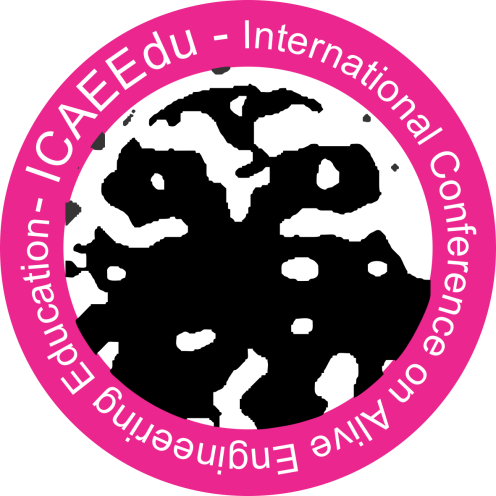 ICAEEdu - International Conference on Alive Engineering Education -